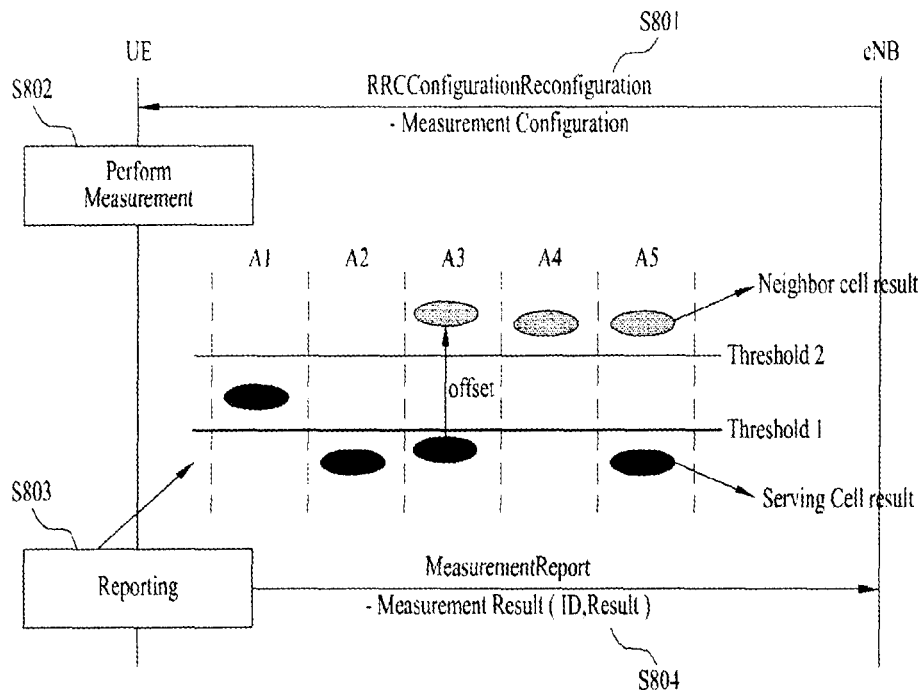 S801
UE
eNB
S802
RRCConfigurationReconfiguration
- Measurement Configuration
Perform
Measurement
A1
A2
A3
A4
A5
Neighbor cell result
Threshold 2
offset
Threshold 1
Serving Cell result
S803
Reporting
MeasurementReport
- Measurement Result ( ID,Result )
S804